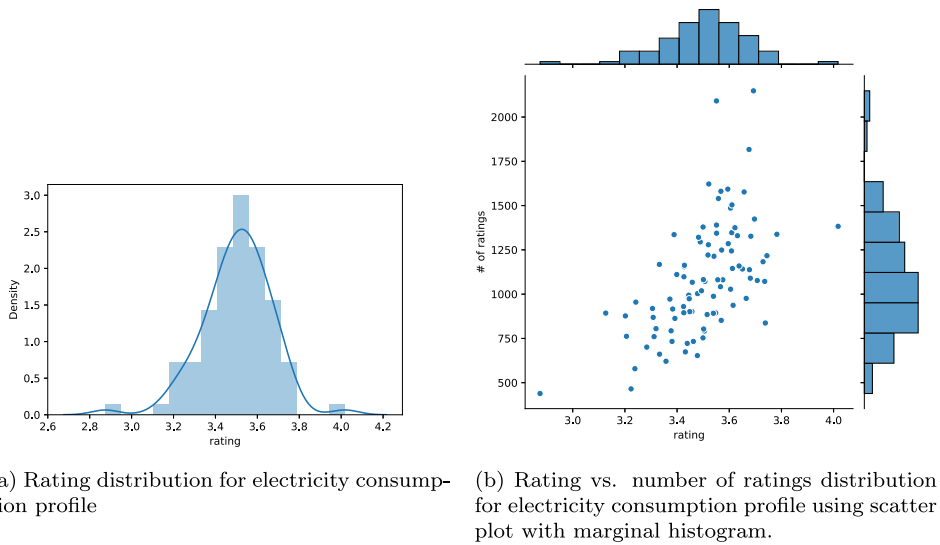 3.0
2.5
2.0
1.5
1.0
0.5
0.0
Density
2.6 2.8 3.0 3.2 3.4 3.6 3.8 4.0 4.2
rating
a) Rating distribution for electricity consump-
ion profile
2000
1750
1500
1250
1000
750
500
# of ratings
3.0 3.2 3.4 3.6 3.8 4.0
rating
(b) Rating vs. number of ratings distribution
for electricity consumption profile using scatter
plot with marginal histogram.